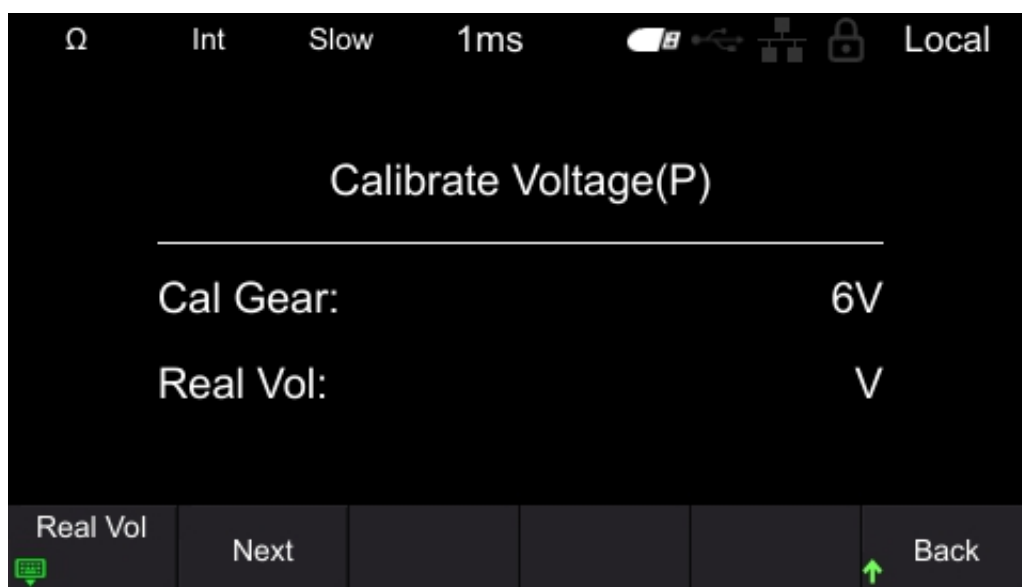 Ω Int Slow 1ms Local
Calibrate Voltage(P)
Cal Gear: 6V
Real Vol: V
Real Vol Next Back